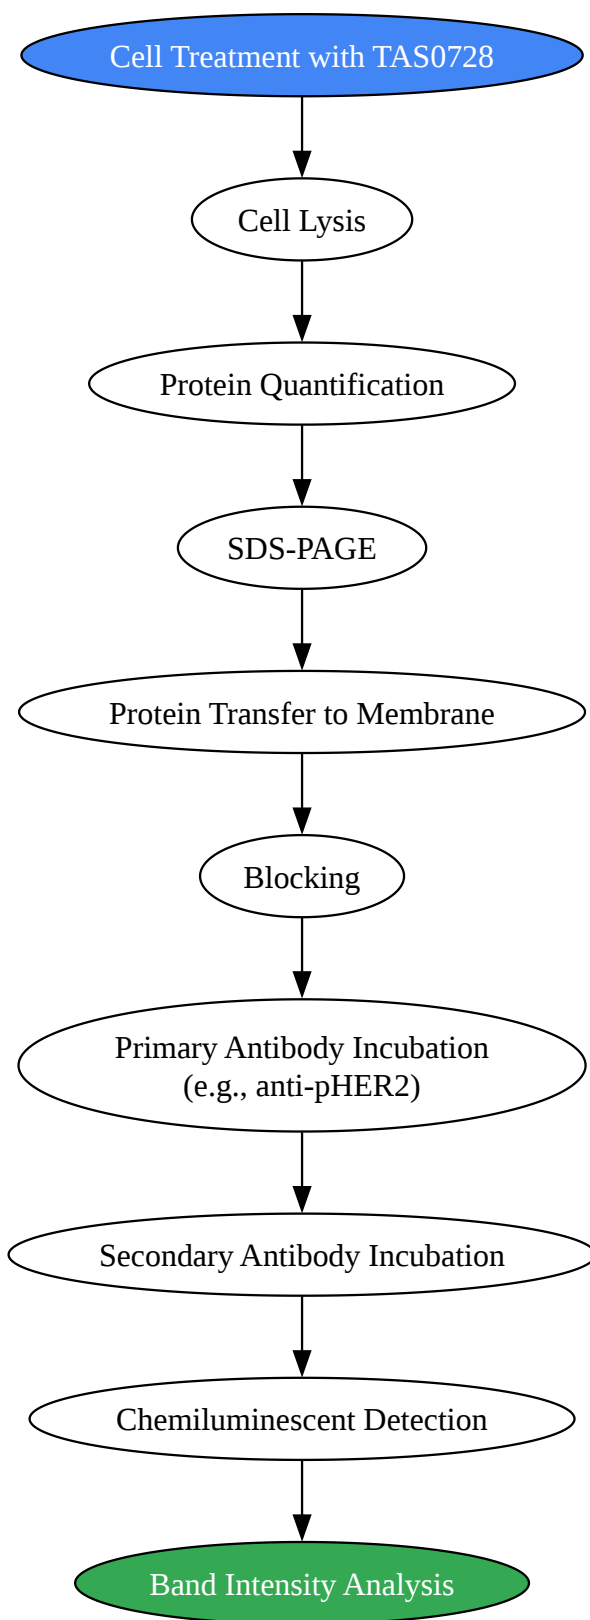 Cell Treatment with TAS0728
Cell Lysis
Protein Quantification
SDS-PAGE
Protein Transfer to Membrane
Blocking
Primary Antibody Incubation
(e.g., anti-pHER2)
Secondary Antibody Incubation
Chemiluminescent Detection
Band Intensity Analysis